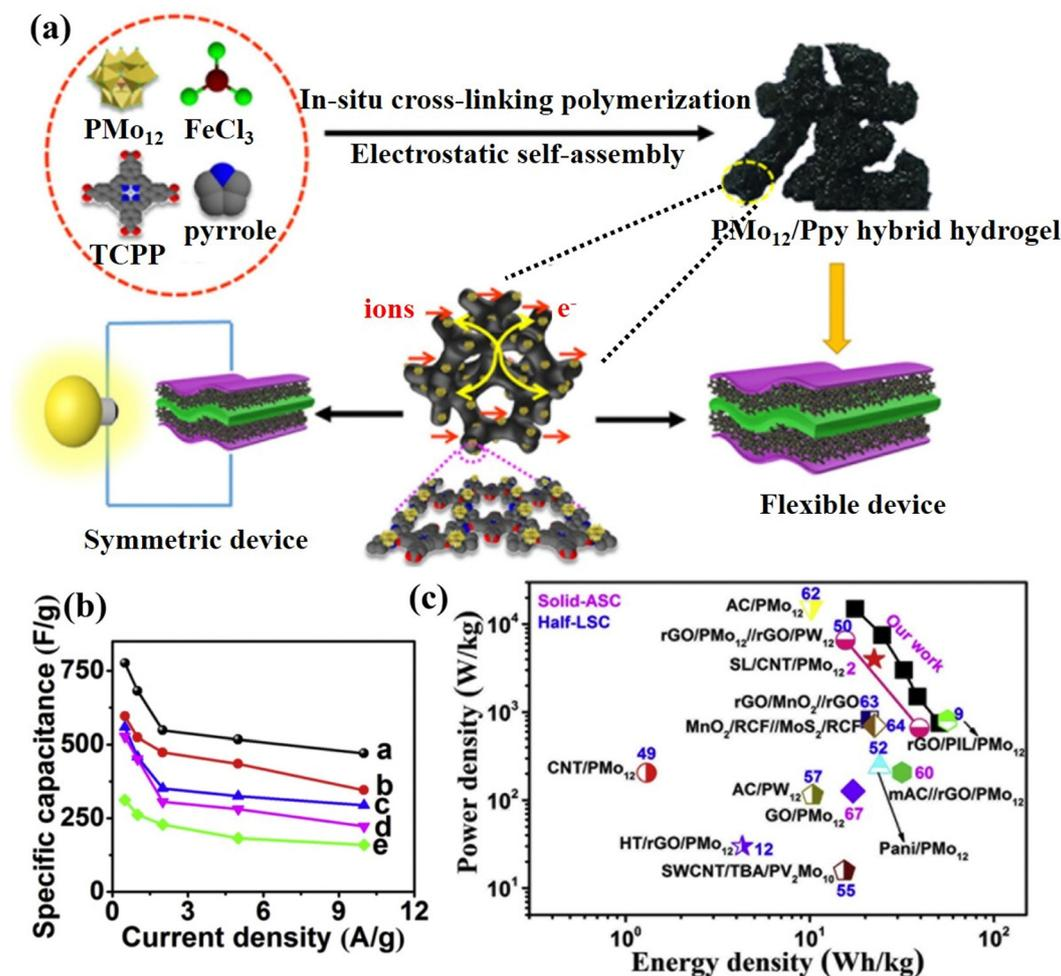 (a)
PMo12 FeCl3
TCPP pyrrole
In-situ cross-linking polymerization
Electrostatic self-assembly
PMo12/Ppy hybrid hydrogel
ions e-
Symmetric device
Flexible device
(b)
Specific capacitance (F/g)
750
500
250
0
0 3 6 9 12
Current density (A/g)
a
b
c
d
e
(c)
Power density (W/kg)
10^4
10^3
10^2
10^1
10^0 10^1 10^2
Energy density (Wh/kg)
Solid-ASC
Half-LSC
AC/PMo12 62
rGO/PMo12//rGO/PW12 50
SL/CNT/PMo12 2
Our work
rGO/MnO2//rGO 63
MnO2/RCF//MoS2/RCF 64
9
rGO/PIL/PMo12
CNT/PMo12 49
52
60
mAC//rGO/PMo12
AC/PW12 57
GO/PMo12 67
Pani/PMo12
HT/rGO/PMo12 12
SWCNT/TBA/PV2Mo10
55